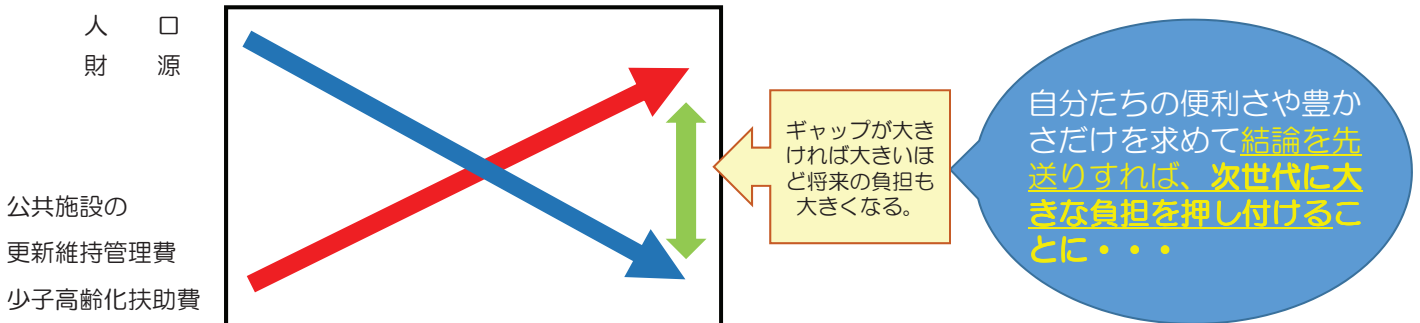 人　口
財　源
公共施設の
更新維持管理費
少子高齢化扶助費
ギャップが大き
ければ大きいほ
ど将来の負担も
大きくなる。
自分たちの便利さや豊か
さだけを求めて結論を先
送りすれば、次世代に大
きな負担を押し付けるこ
とに・・・